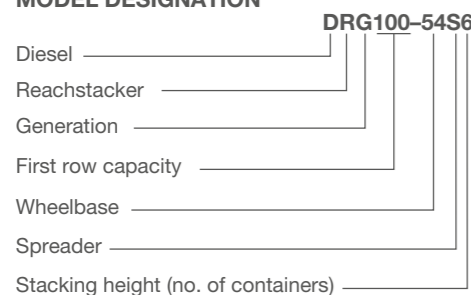 MODEL DESIGNATION
DRG100–54S6
Diesel
Reachstacker
Generation
First row capacity
Wheelbase
Spreader
Stacking height (no. of containers)